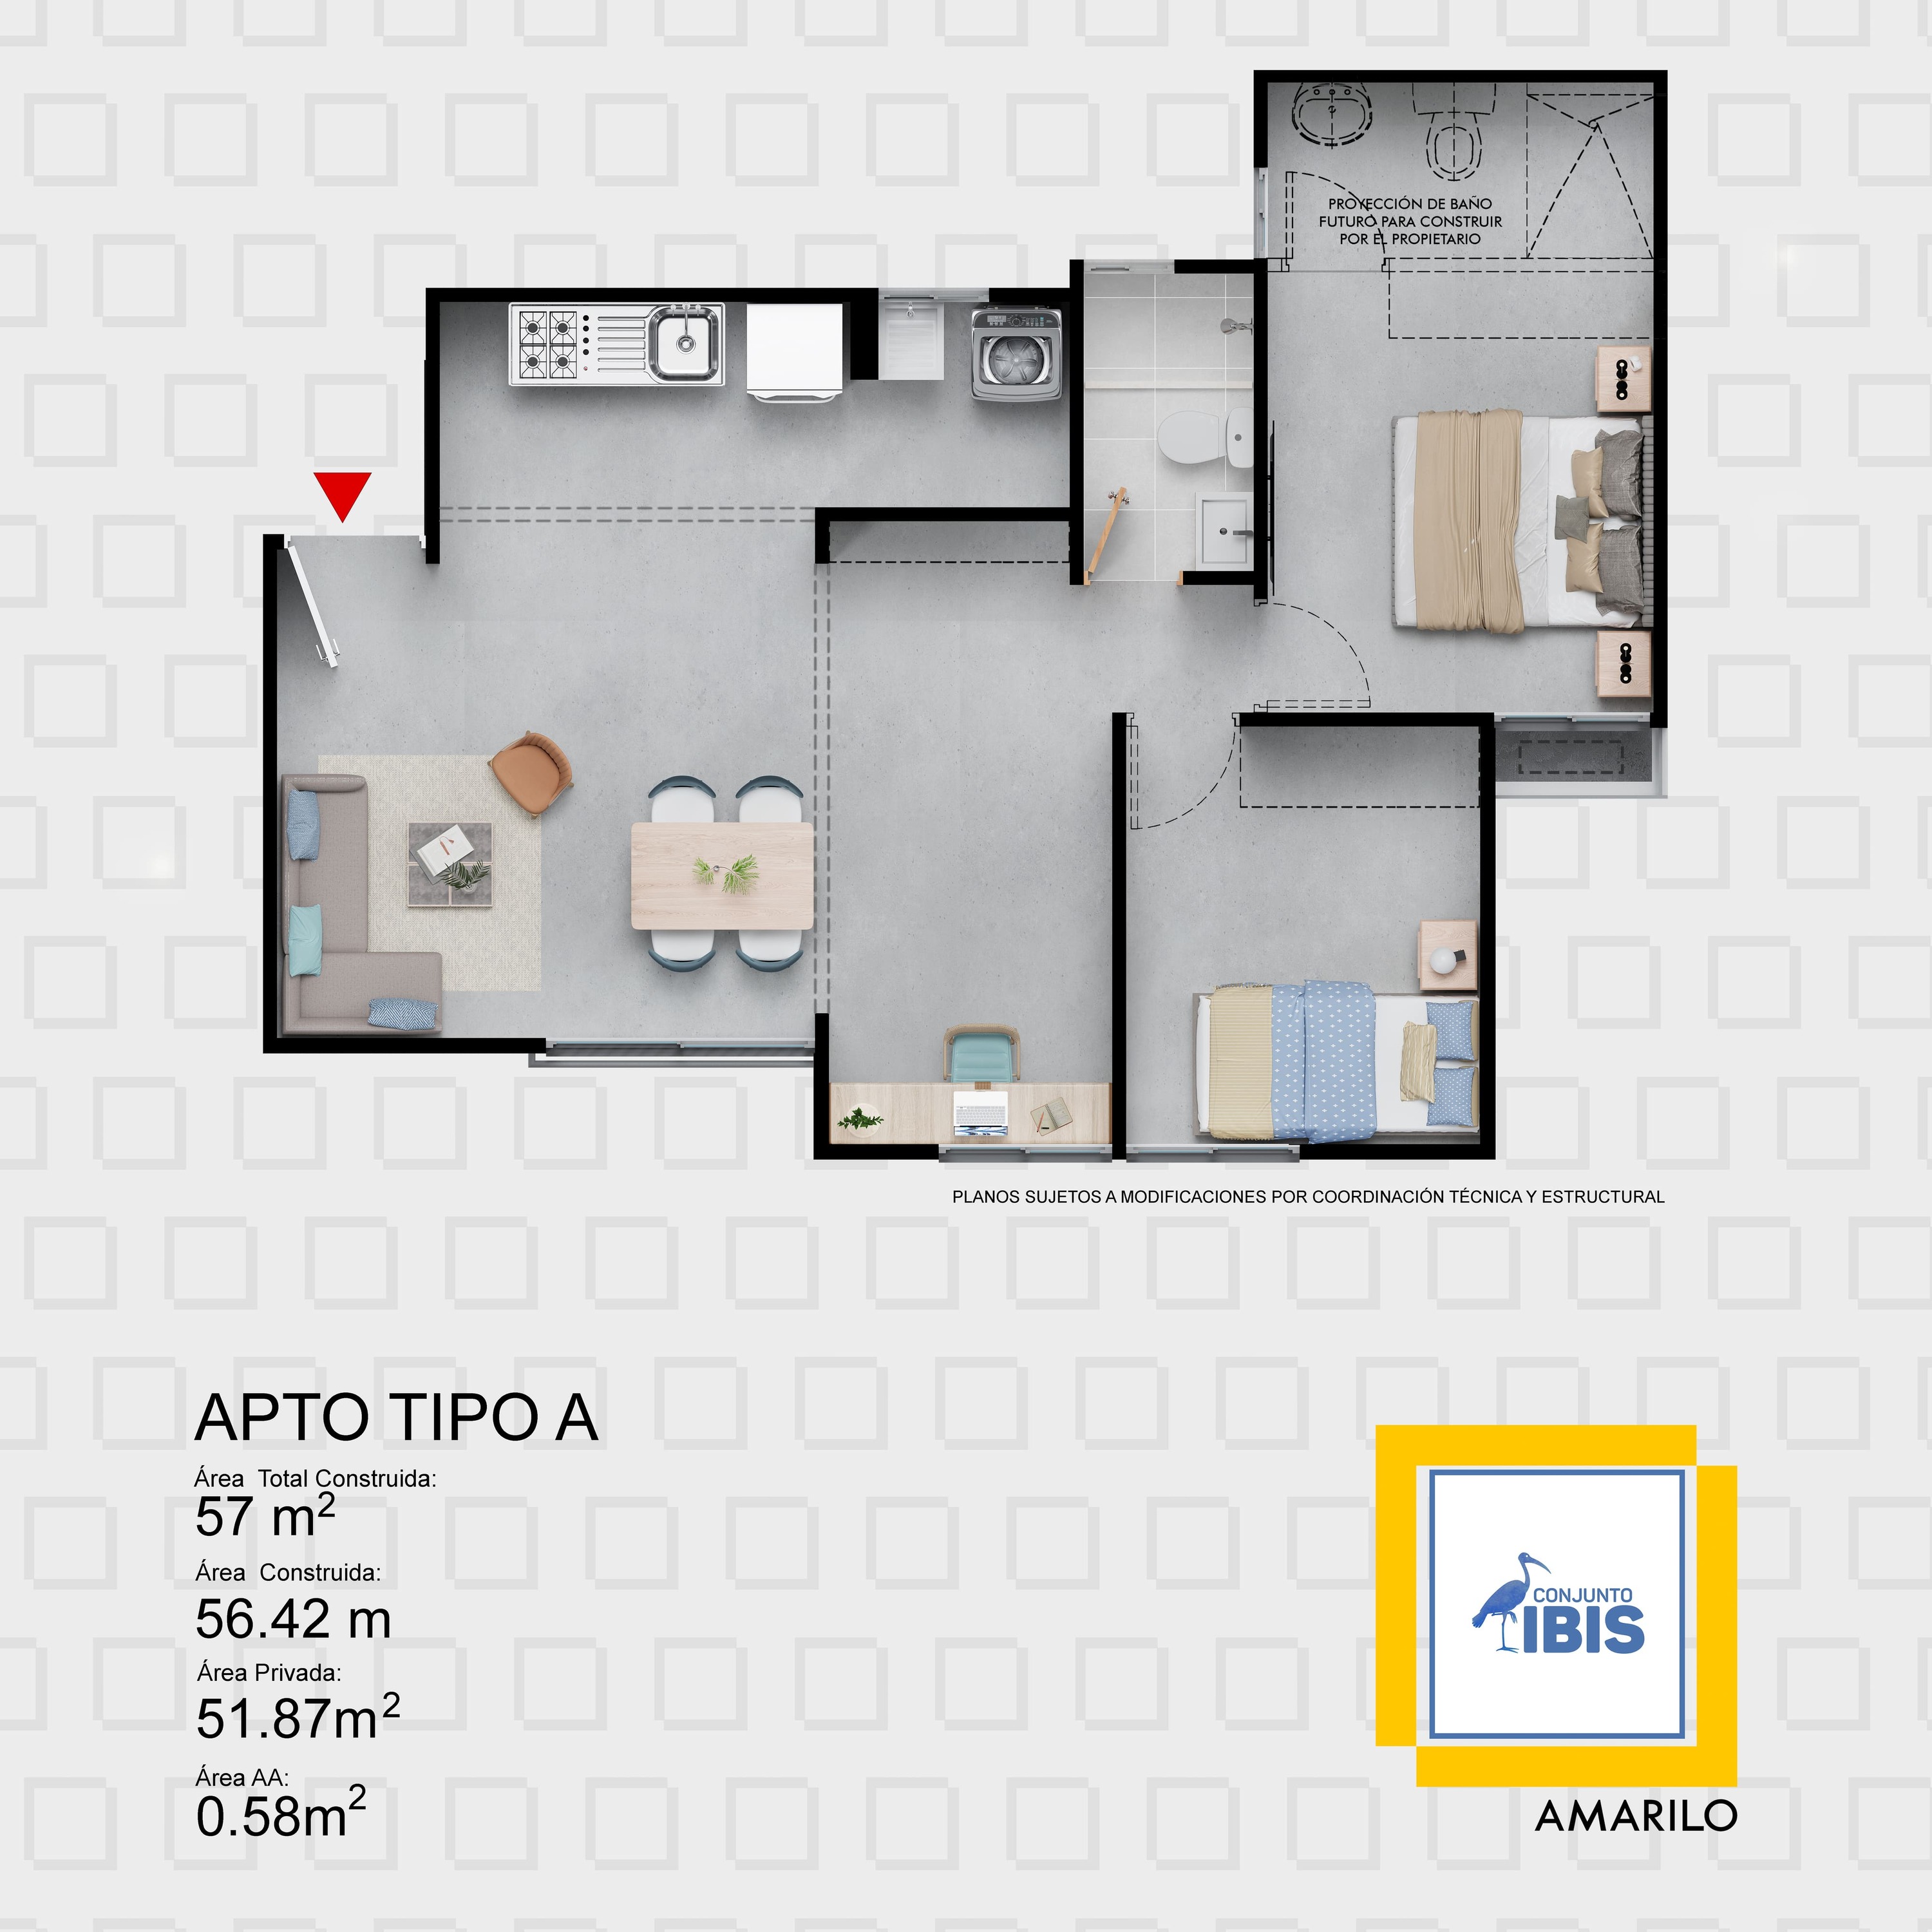 PROYECCIÓN DE BAÑO
FUTURO PARA CONSTRUIR
POR EL PROPIETARIO
PLANOS SUJETOS A MODIFICACIONES POR COORDINACIÓN TÉCNICA Y ESTRUCTURAL
APTO TIPO A
Área Total Construida:
57 m²
Área Construida:
56.42 m
Área Privada:
51.87m²
Área AA:
0.58m²
CONJUNTO
IBIS
AMARILO